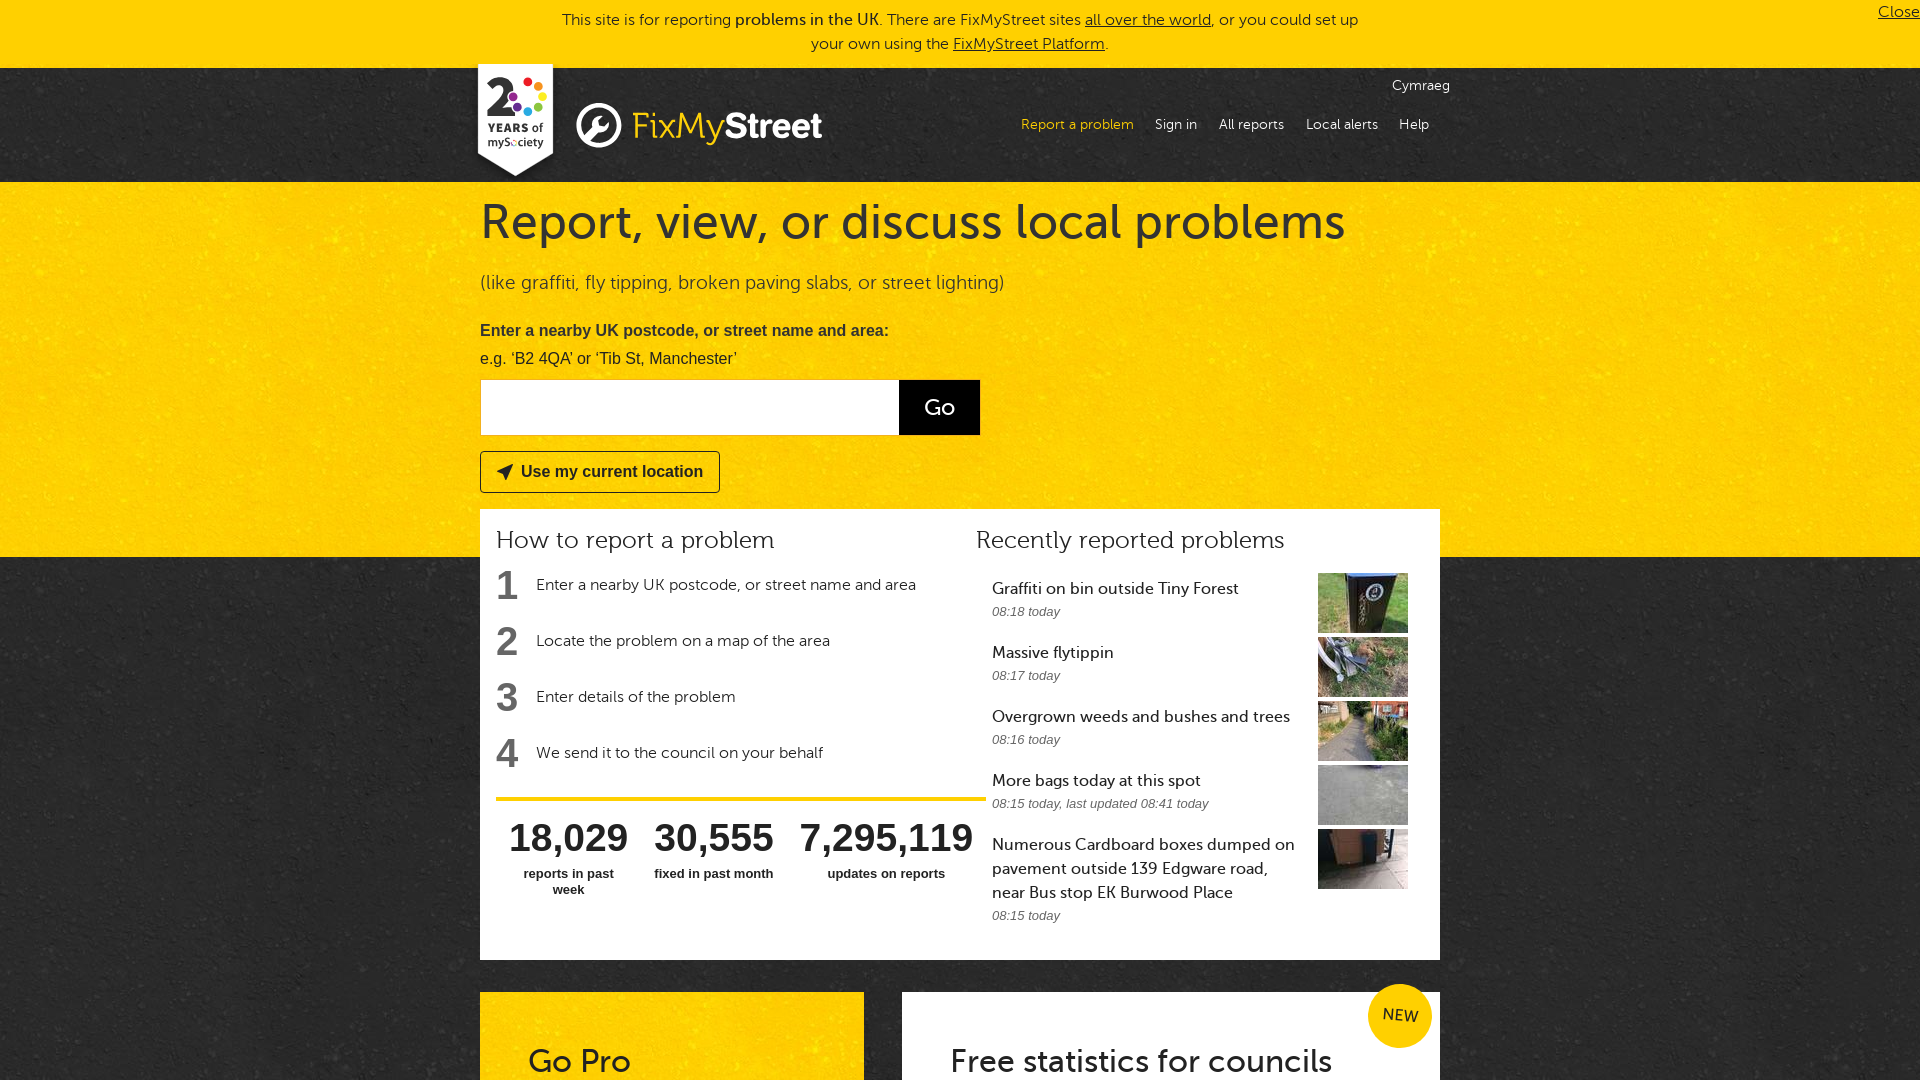 This site is for reporting problems in the UK. There are FixMyStreet sites all over the world, or you could set up
your own using the FixMyStreet Platform.
Close
20
YEARS of
mySociety
FixMyStreet
Cymraeg
Report a problem
Sign in
All reports
Local alerts
Help
Report, view, or discuss local problems
(like graffiti, fly tipping, broken paving slabs, or street lighting)
Enter a nearby UK postcode, or street name and area:
e.g. ‘B2 4QA’ or ‘Tib St, Manchester’
Go
Use my current location
How to report a problem
1 Enter a nearby UK postcode, or street name and area
2 Locate the problem on a map of the area
3 Enter details of the problem
4 We send it to the council on your behalf
18,029
reports in past
week
30,555
fixed in past month
7,295,119
updates on reports
Recently reported problems
Graffiti on bin outside Tiny Forest
08:18 today
Massive flytippin
08:17 today
Overgrown weeds and bushes and trees
08:16 today
More bags today at this spot
08:15 today, last updated 08:41 today
Numerous Cardboard boxes dumped on
pavement outside 139 Edgware road,
near Bus stop EK Burwood Place
08:15 today
Go Pro
NEW
Free statistics for councils